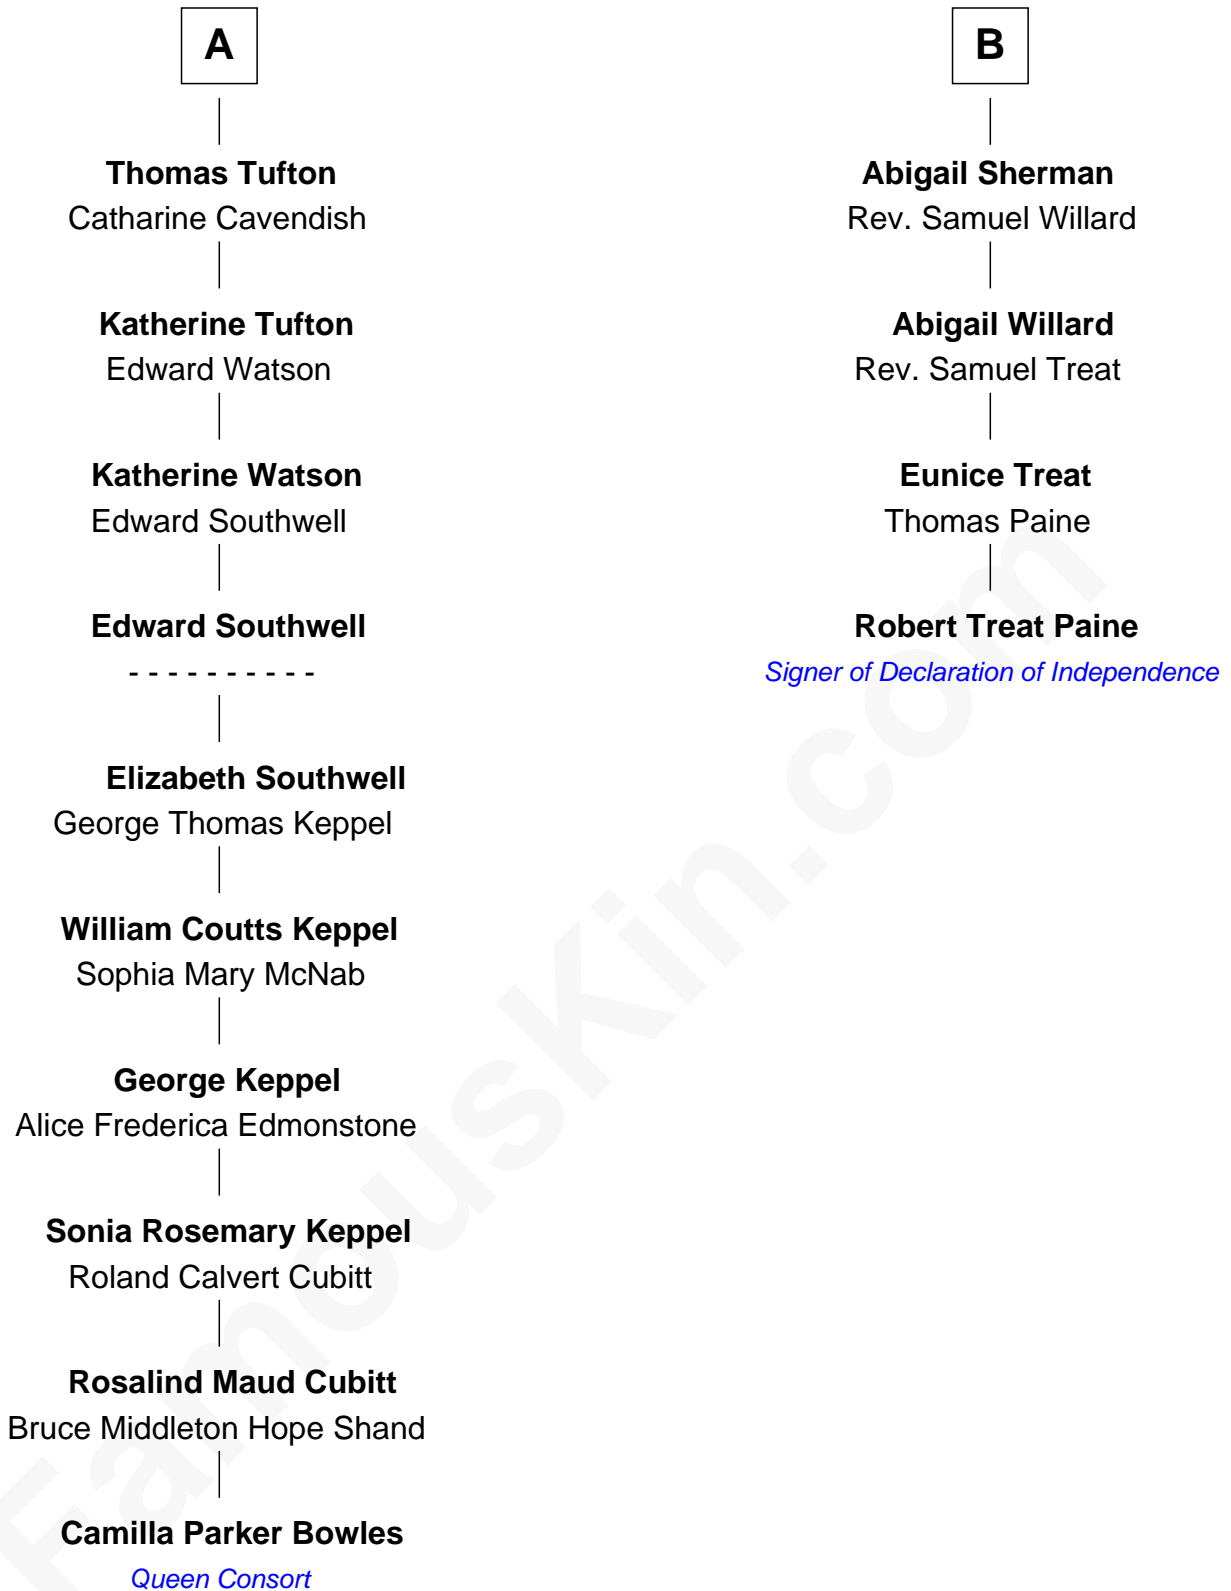 A
Thomas Tufton
Catharine Cavendish
Katherine Tufton
Edward Watson
Katherine Watson
Edward Southwell
Edward Southwell
- - - - - - - - - -
Elizabeth Southwell
George Thomas Keppel
William Coutts Keppel
Sophia Mary McNab
George Keppel
Alice Frederica Edmonstone
Sonia Rosemary Keppel
Roland Calvert Cubitt
Rosalind Maud Cubitt
Bruce Middleton Hope Shand
Camilla Parker Bowles
Queen Consort
B
Abigail Sherman
Rev. Samuel Willard
Abigail Willard
Rev. Samuel Treat
Eunice Treat
Thomas Paine
Robert Treat Paine
Signer of Declaration of Independence
FamousKin.com